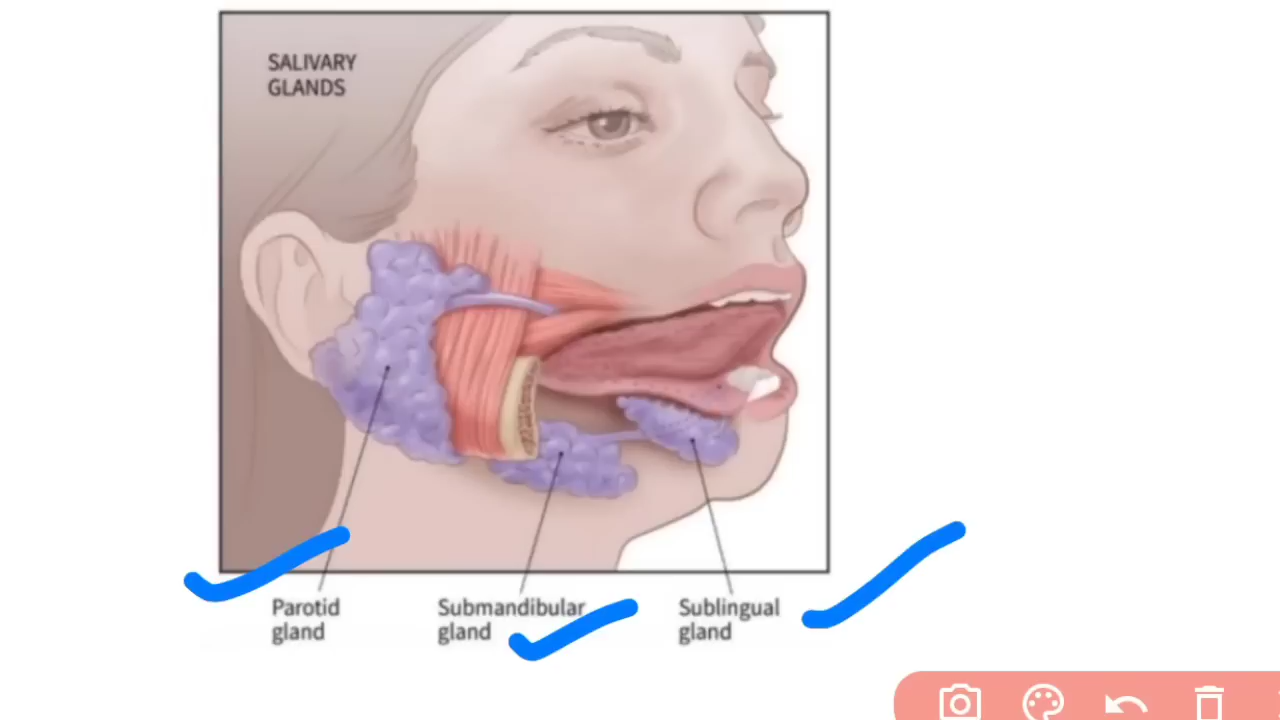 SALIVARY
GLANDS
Parotid
gland
Submandibular
gland
Sublingual
gland